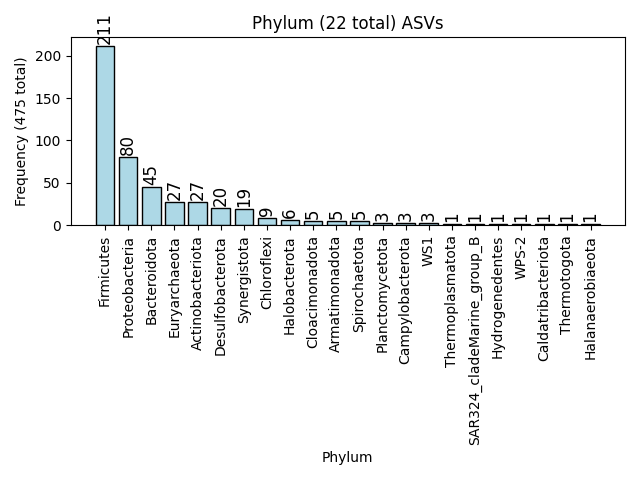 Phylum (22 total) ASVs
Frequency (475 total)
200
150
100
50
0
211
80
45
27
27
20
19
9
6
5
5
5
3
3
3
1
1
1
1
1
1
1
Firmicutes
Proteobacteria
Bacteroidota
Euryarchaeota
Actinobacteriota
Desulfobacterota
Synergistota
Chloroflexi
Halobacterota
Cloacimonadota
Armatimonadota
Spirochaetota
Planctomycetota
Campylobacterota
WS1
Thermoplasmatota
SAR324_cladeMarine_group_B
Hydrogenedentes
WPS-2
Caldatribacteriota
Thermotogota
Halanaerobiaeota
Phylum